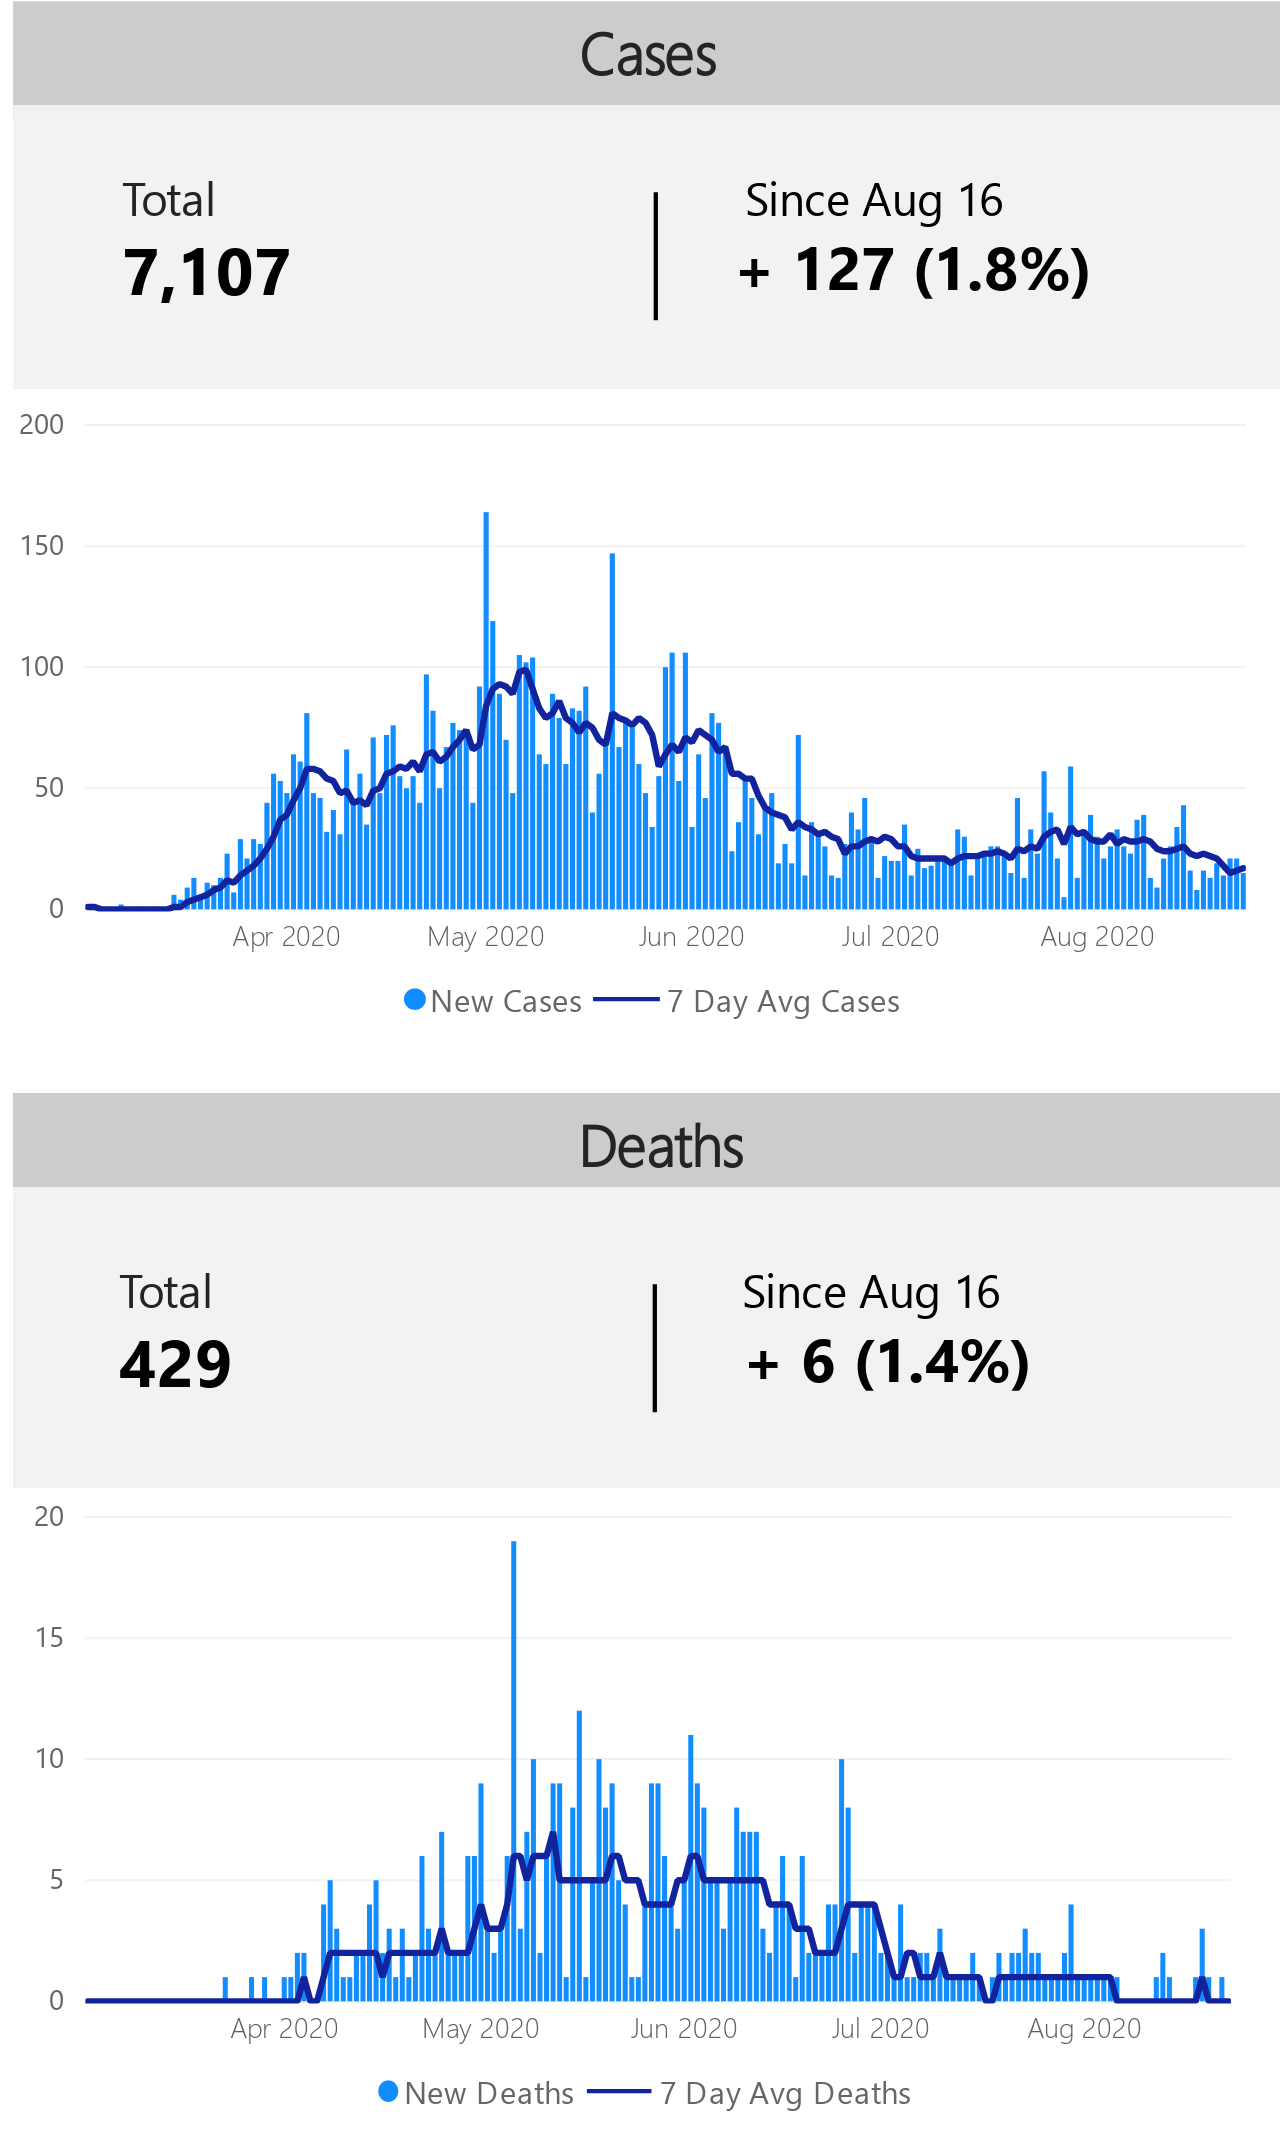 Cases
Total
Since Aug 16
7,107
+ 127 (1.8%)
200
150
100
50
0
Apr 2020 May 2020 Jun 2020 Jul 2020 Aug 2020
New Cases 7 Day Avg Cases
Deaths
Total
Since Aug 16
429
+ 6 (1.4%)
20
15
10
5
0
Apr 2020 May 2020 Jun 2020 Jul 2020 Aug 2020
New Deaths 7 Day Avg Deaths